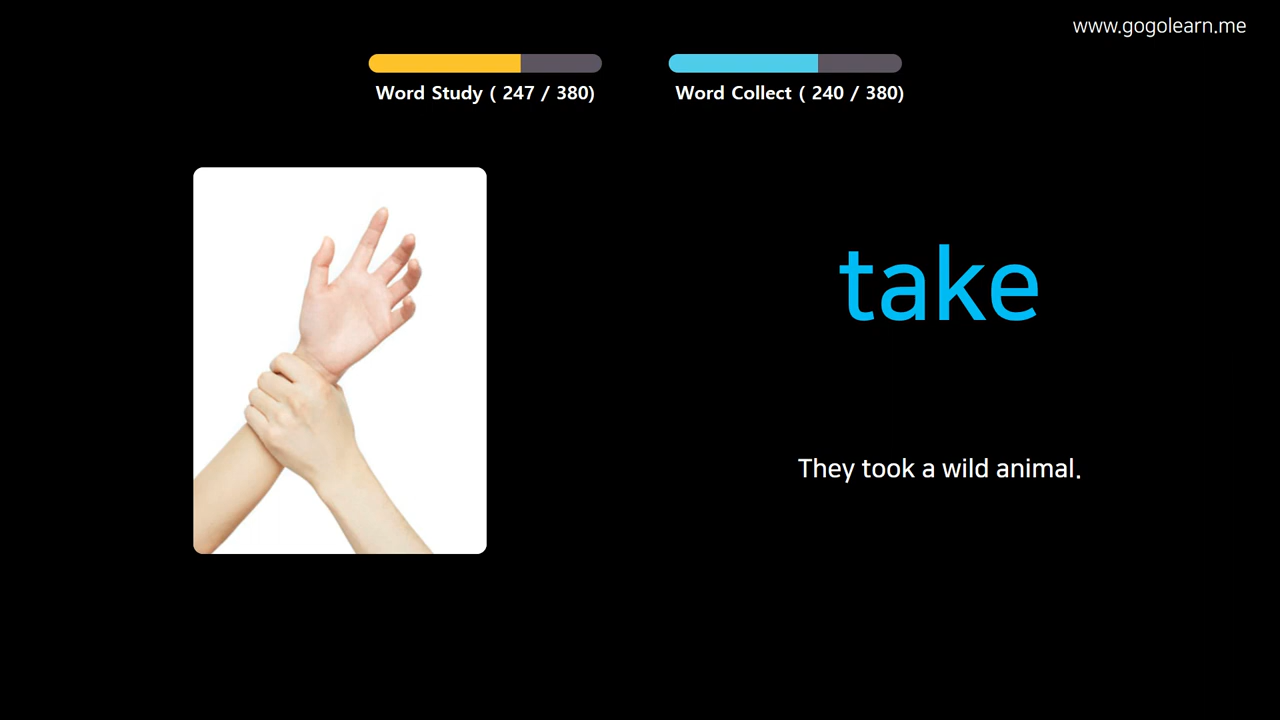 www.gogolearn.me
Word Study ( 247 / 380)
Word Collect ( 240 / 380)
take
They took a wild animal.